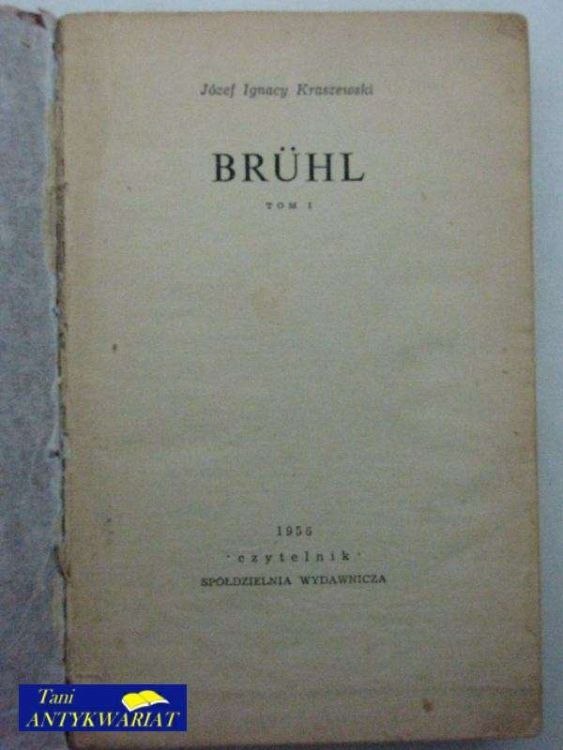 Józef Ignacy Kraszewski
BRÜHL
TOM I
1956
·czytelnik·
SPÓŁDZIELNIA WYDAWNICZA
Tani
ANTYKWARIAT